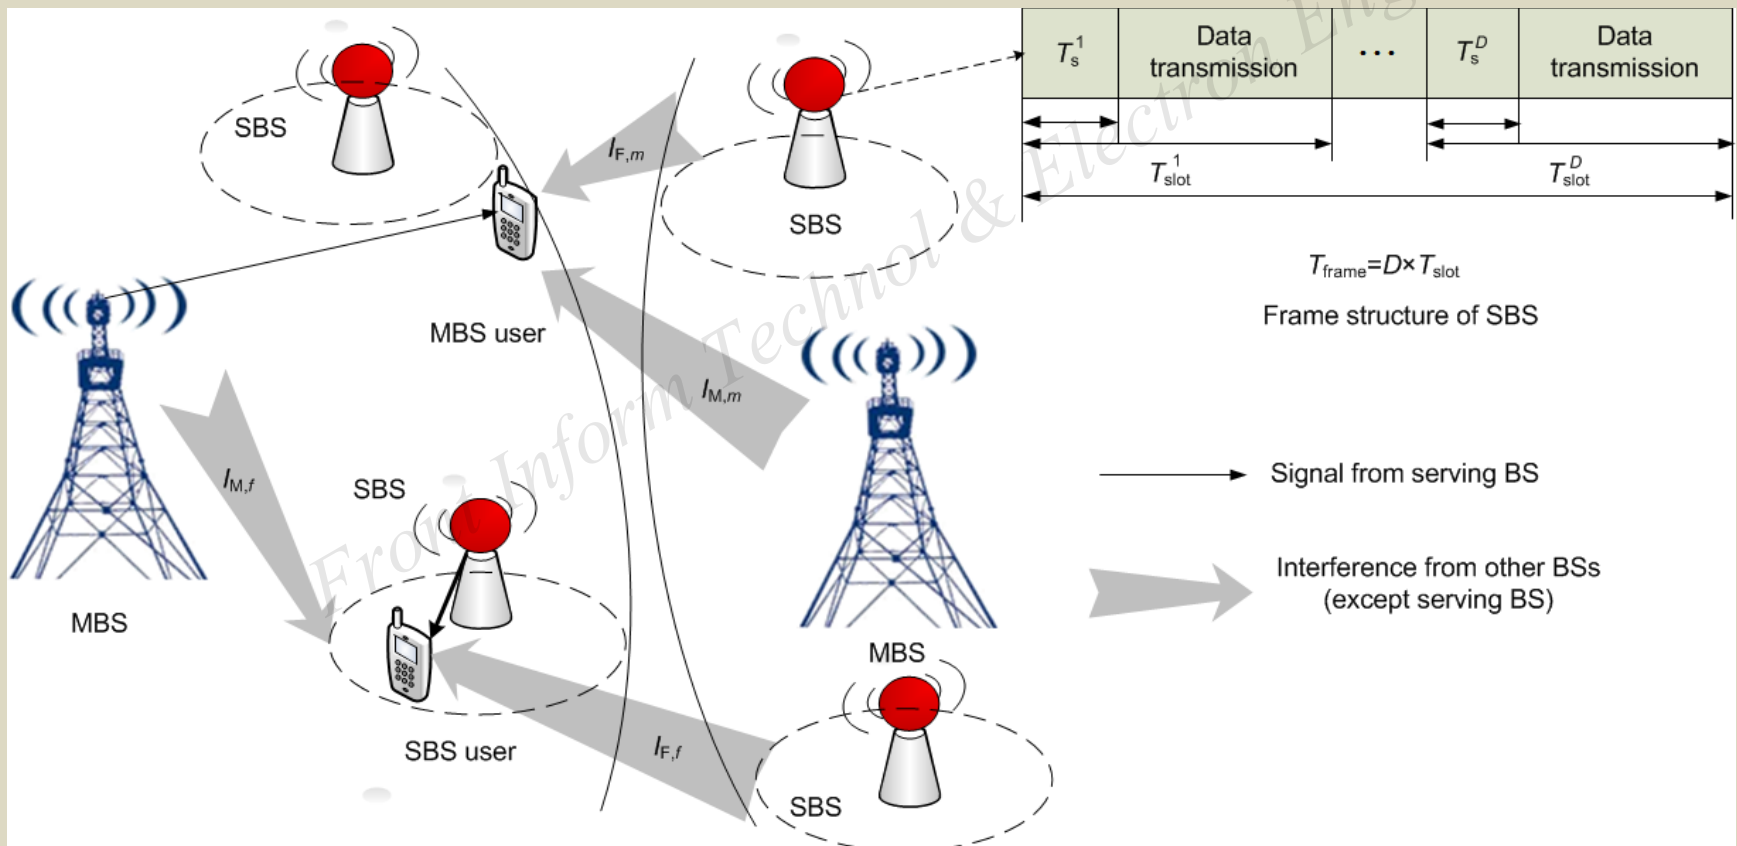 T_s^1
Data
transmission
...
T_s^D
Data
transmission
T_slot^1
T_slot^D
T_frame=D×T_slot
Frame structure of SBS
SBS
I_F,m
SBS
MBS user
I_M,m
I_M,f
SBS
MBS
SBS user
I_F,f
MBS
SBS
Signal from serving BS
Interference from other BSs
(except serving BS)
Front Inform Technol & Electron Eng